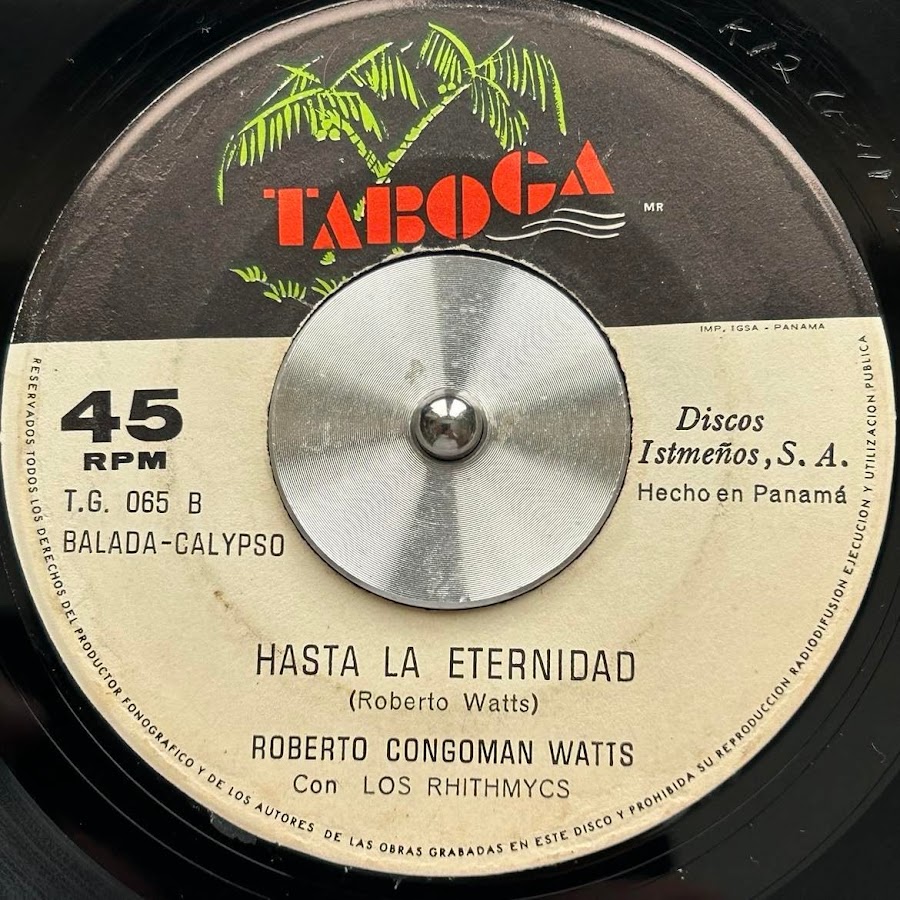 TABOGA
MR
IMP. IGSA - PANAMA
45
RPM
T.G. 065 B
BALADA-CALYPSO
Discos
Istmeños, S. A.
Hecho en Panamá
HASTA LA ETERNIDAD
(Roberto Watts)
ROBERTO CONGOMAN WATTS
Con LOS RHITHMYCS
RESERVADOS TODOS LOS DERECHOS DEL PRODUCTOR FONOGRAFICO Y DE LOS AUTORES DE LAS OBRAS GRABADAS EN ESTE DISCO Y PROHIBIDA SU REPRODUCCION RADIODIFUSION EJECUCION Y UTILIZACION PUBLICA